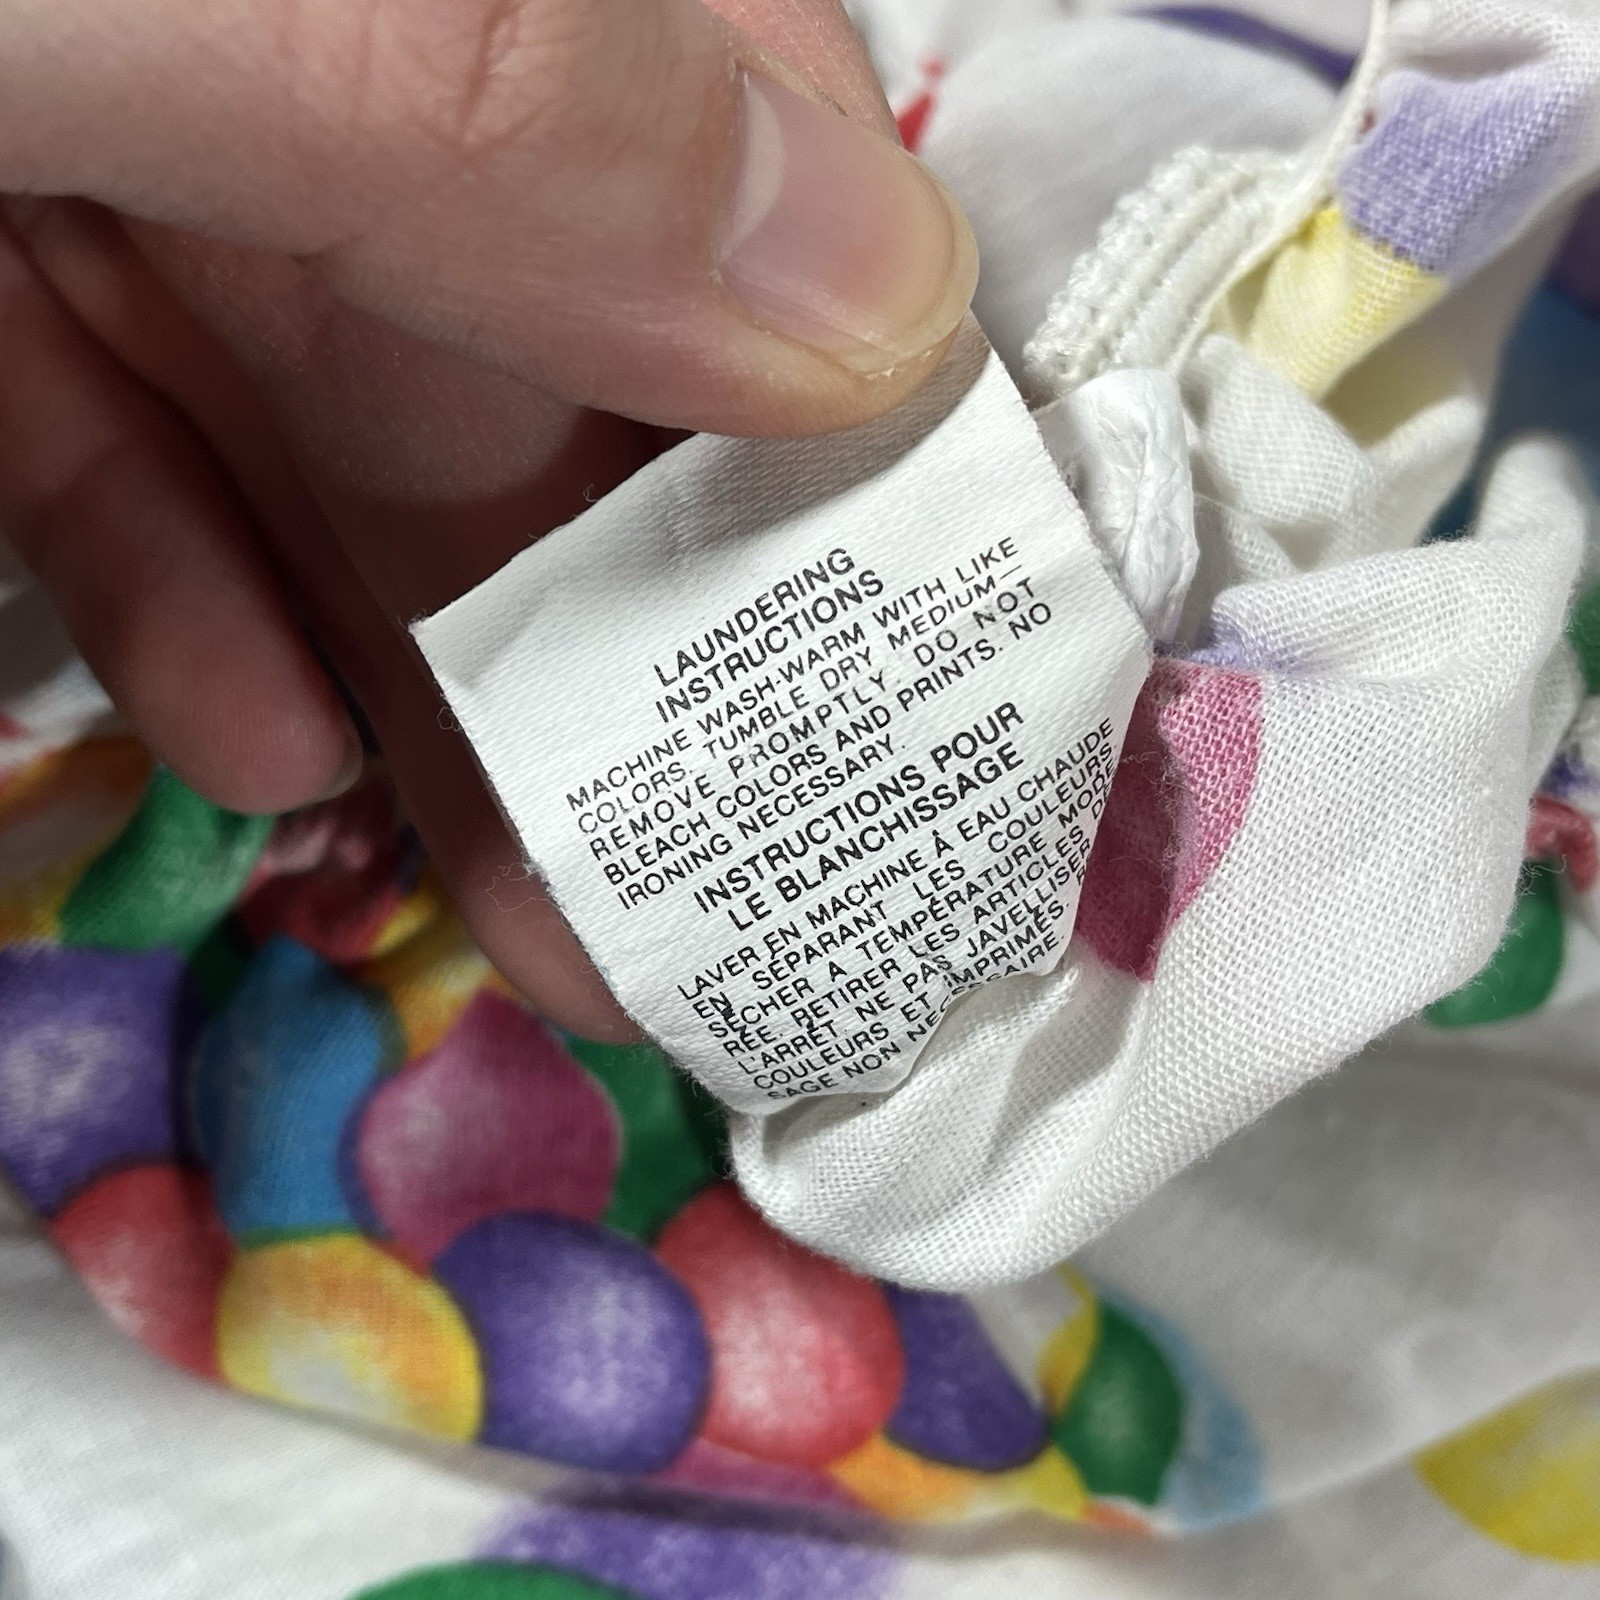 LAUNDERING
INSTRUCTIONS
MACHINE WASH-WARM WITH LIKE
COLORS. TUMBLE DRY MEDIUM—
REMOVE PROMPTLY. DO NOT
BLEACH COLORS AND PRINTS. NO
IRONING NECESSARY.
INSTRUCTIONS POUR
LE BLANCHISSAGE
LAVER EN MACHINE À EAU CHAUDE
EN SÉPARANT LES COULEURS.
SÉCHER A TEMPÉRATURE MODÉ
RÉE. RETIRER LES ARTICLES DÈ
L'ARRÊT. NE PAS JAVELLISER
COULEURS ET IMPRIMÉS.
SAGE NON NÉCESSAIRE.